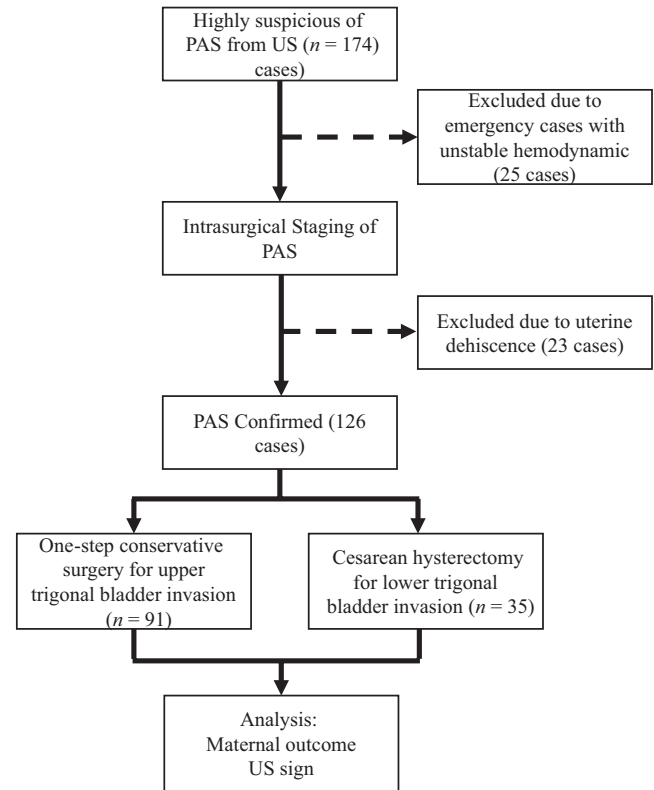 Highly suspicious of
PAS from US (n = 174)
cases)
Excluded due to
emergency cases with
unstable hemodynamic
(25 cases)
Intrasurgical Staging of
PAS
Excluded due to uterine
dehiscence (23 cases)
PAS Confirmed (126
cases)
One-step conservative
surgery for upper
trigonal bladder invasion
(n = 91)
Cesarean hysterectomy
for lower trigonal
bladder invasion (n = 35)
Analysis:
Maternal outcome
US sign